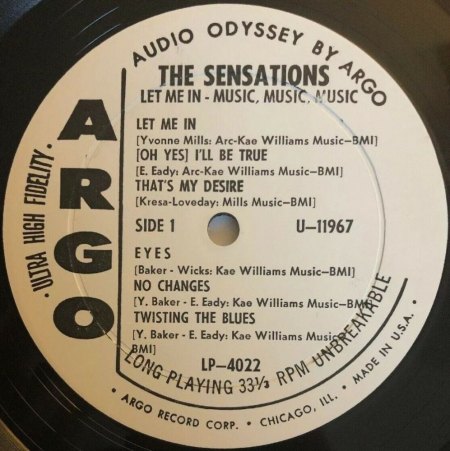 AUDIO ODYSSEY BY ARGO
THE SENSATIONS
LET ME IN - MUSIC, MUSIC, MUSIC
ARGO
· ULTRA HIGH FIDELITY ·
LET ME IN
[Yvonne Mills: Arc-Kae Williams Music—BMI]
[OH YES] I'LL BE TRUE
[E. Eady: Arc-Kae Williams Music—BMI]
THAT'S MY DESIRE
[Kresa-Loveday: Mills Music—BMI]
SIDE 1 U—11967
EYES
[Baker - Wicks: Kae Williams Music—BMI]
NO CHANGES
[Y. Baker - E. Eady: Kae Williams Music—BMI]
TWISTING THE BLUES
[Y. Baker - E. Eady: Kae Williams Music—
BMI]
LP-4022
LONG PLAYING 33⅓ RPM UNBREAKABLE
· ARGO RECORD CORP. · CHICAGO, ILL. · MADE IN U.S.A. ·